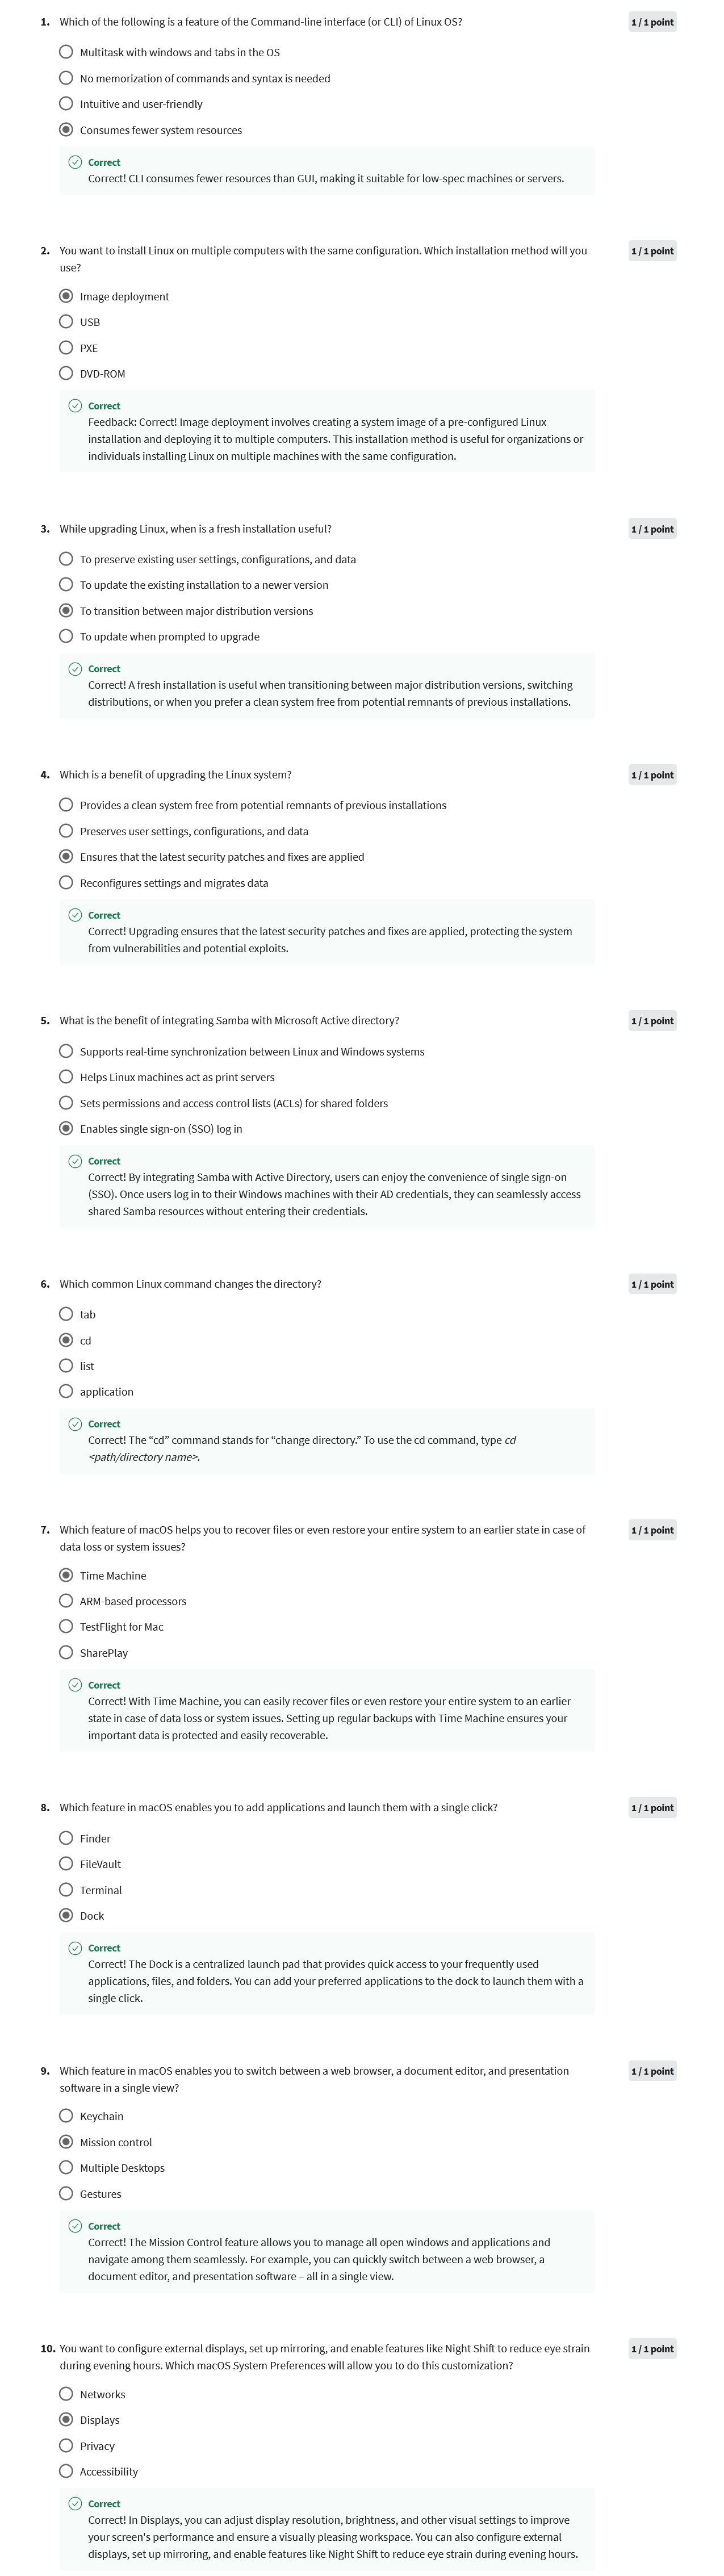 1. Which of the following is a feature of the Command-line interface (or CLI) of Linux OS?
1 / 1 point
Multitask with windows and tabs in the OS
No memorization of commands and syntax is needed
Intuitive and user-friendly
Consumes fewer system resources
Correct
Correct! CLI consumes fewer resources than GUI, making it suitable for low-spec machines or servers.
2. You want to install Linux on multiple computers with the same configuration. Which installation method will you
use?
1 / 1 point
Image deployment
USB
PXE
DVD-ROM
Correct
Feedback: Correct! Image deployment involves creating a system image of a pre-configured Linux
installation and deploying it to multiple computers. This installation method is useful for organizations or
individuals installing Linux on multiple machines with the same configuration.
3. While upgrading Linux, when is a fresh installation useful?
1 / 1 point
To preserve existing user settings, configurations, and data
To update the existing installation to a newer version
To transition between major distribution versions
To update when prompted to upgrade
Correct
Correct! A fresh installation is useful when transitioning between major distribution versions, switching
distributions, or when you prefer a clean system free from potential remnants of previous installations.
4. Which is a benefit of upgrading the Linux system?
1 / 1 point
Provides a clean system free from potential remnants of previous installations
Preserves user settings, configurations, and data
Ensures that the latest security patches and fixes are applied
Reconfigures settings and migrates data
Correct
Correct! Upgrading ensures that the latest security patches and fixes are applied, protecting the system
from vulnerabilities and potential exploits.
5. What is the benefit of integrating Samba with Microsoft Active directory?
1 / 1 point
Supports real-time synchronization between Linux and Windows systems
Helps Linux machines act as print servers
Sets permissions and access control lists (ACLs) for shared folders
Enables single sign-on (SSO) log in
Correct
Correct! By integrating Samba with Active Directory, users can enjoy the convenience of single sign-on
(SSO). Once users log in to their Windows machines with their AD credentials, they can seamlessly access
shared Samba resources without entering their credentials.
6. Which common Linux command changes the directory?
1 / 1 point
tab
cd
list
application
Correct
Correct! The “cd” command stands for “change directory.” To use the cd command, type cd
<path/directory name>.
7. Which feature of macOS helps you to recover files or even restore your entire system to an earlier state in case of
data loss or system issues?
1 / 1 point
Time Machine
ARM-based processors
TestFlight for Mac
SharePlay
Correct
Correct! With Time Machine, you can easily recover files or even restore your entire system to an earlier
state in case of data loss or system issues. Setting up regular backups with Time Machine ensures your
important data is protected and easily recoverable.
8. Which feature in macOS enables you to add applications and launch them with a single click?
1 / 1 point
Finder
FileVault
Terminal
Dock
Correct
Correct! The Dock is a centralized launch pad that provides quick access to your frequently used
applications, files, and folders. You can add your preferred applications to the dock to launch them with a
single click.
9. Which feature in macOS enables you to switch between a web browser, a document editor, and presentation
software in a single view?
1 / 1 point
Keychain
Mission control
Multiple Desktops
Gestures
Correct
Correct! The Mission Control feature allows you to manage all open windows and applications and
navigate among them seamlessly. For example, you can quickly switch between a web browser, a
document editor, and presentation software – all in a single view.
10. You want to configure external displays, set up mirroring, and enable features like Night Shift to reduce eye strain
during evening hours. Which macOS System Preferences will allow you to do this customization?
1 / 1 point
Networks
Displays
Privacy
Accessibility
Correct
Correct! In Displays, you can adjust display resolution, brightness, and other visual settings to improve
your screen's performance and ensure a visually pleasing workspace. You can also configure external
displays, set up mirroring, and enable features like Night Shift to reduce eye strain during evening hours.